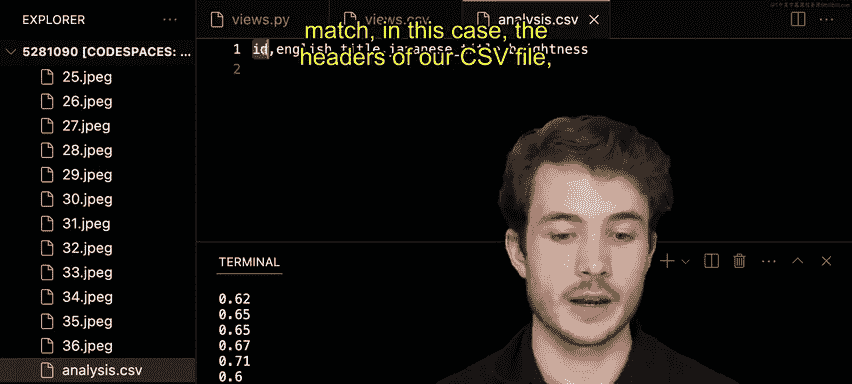 EXPLORER
5281090 [CODESPACES: ...
25.jpeg
26.jpeg
27.jpeg
28.jpeg
29.jpeg
30.jpeg
31.jpeg
32.jpeg
33.jpeg
34.jpeg
35.jpeg
36.jpeg
analysis.csv
views.py
views.csv
analysis.csv
match, in this case, the
headers of our CSV file,
1 id,english_title,japanese_title,brightness
2
TERMINAL
0.62
0.65
0.65
0.67
0.71
0.6